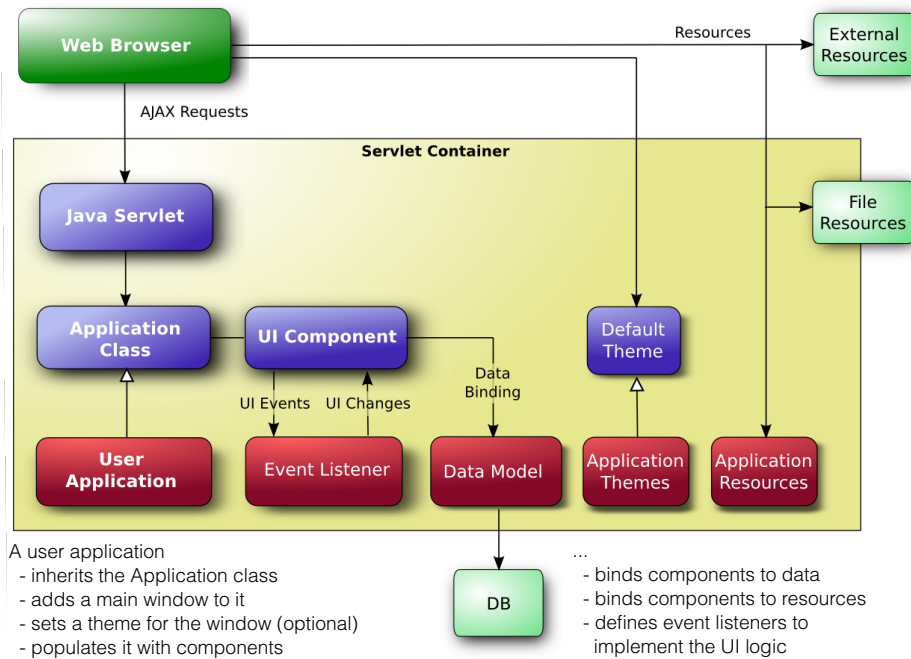 Web Browser
Resources
External
Resources
AJAX Requests
Servlet Container
Java Servlet
File
Resources
Application
Class
UI Component
Default
Theme
Data
Binding
UI Events
UI Changes
User
Application
Event Listener
Data Model
Application
Themes
Application
Resources
DB
A user application
- inherits the Application class
- adds a main window to it
- sets a theme for the window (optional)
- populates it with components
...
- binds components to data
- binds components to resources
- defines event listeners to
implement the UI logic